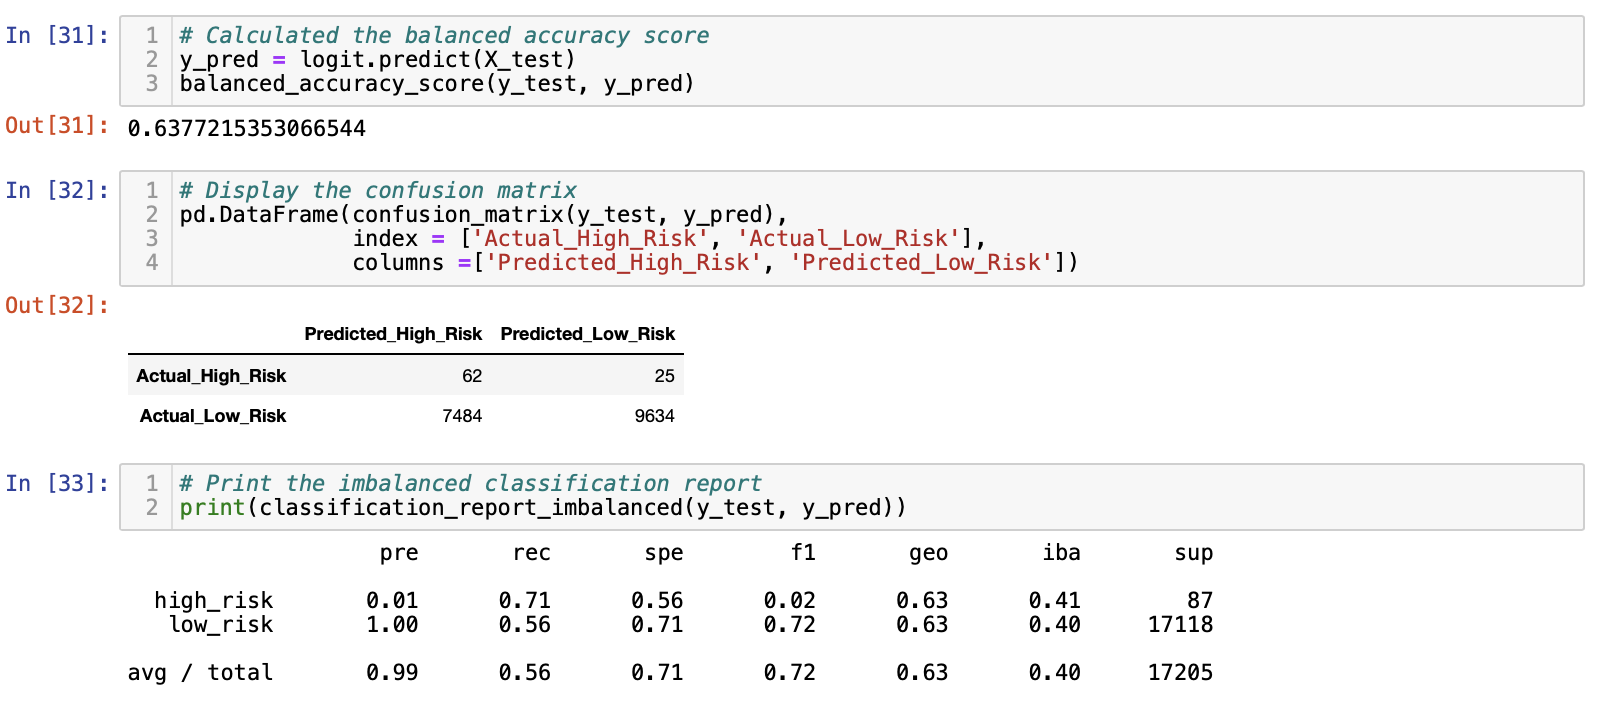 In [31]: 1 # Calculated the balanced accuracy score
2 y_pred = logit.predict(X_test)
3 balanced_accuracy_score(y_test, y_pred)
Out[31]: 0.6377215353066544
In [32]: 1 # Display the confusion matrix
2 pd.DataFrame(confusion_matrix(y_test, y_pred),
3 index = ['Actual_High_Risk', 'Actual_Low_Risk'],
4 columns =['Predicted_High_Risk', 'Predicted_Low_Risk'])
Out[32]:
Predicted_High_Risk Predicted_Low_Risk
Actual_High_Risk 62 25
Actual_Low_Risk 7484 9634
In [33]: 1 # Print the imbalanced classification report
2 print(classification_report_imbalanced(y_test, y_pred))
pre rec spe f1 geo iba sup
high_risk 0.01 0.71 0.56 0.02 0.63 0.41 87
low_risk 1.00 0.56 0.71 0.72 0.63 0.40 17118
avg / total 0.99 0.56 0.71 0.72 0.63 0.40 17205